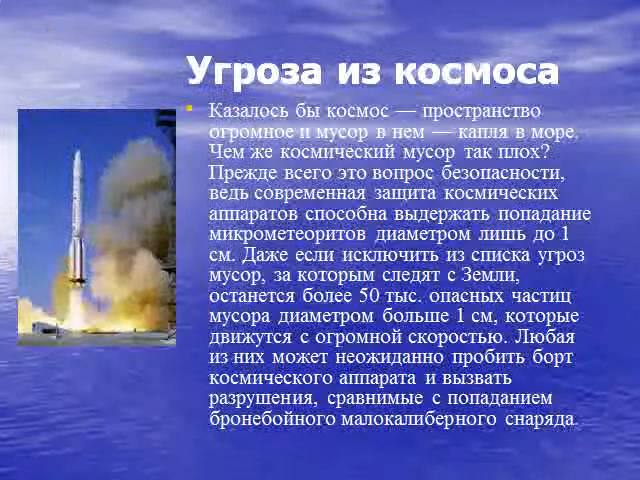 Угроза из космоса
Казалось бы космос — пространство
огромное и мусор в нем — капля в море.
Чем же космический мусор так плох?
Прежде всего это вопрос безопасности,
ведь современная защита космических
аппаратов способна выдержать попадание
микрометеоритов диаметром лишь до 1
см. Даже если исключить из списка угроз
мусор, за которым следят с Земли,
останется более 50 тыс. опасных частиц
мусора диаметром больше 1 см, которые
движутся с огромной скоростью. Любая
из них может неожиданно пробить борт
космического аппарата и вызвать
разрушения, сравнимые с попаданием
бронебойного малокалиберного снаряда.